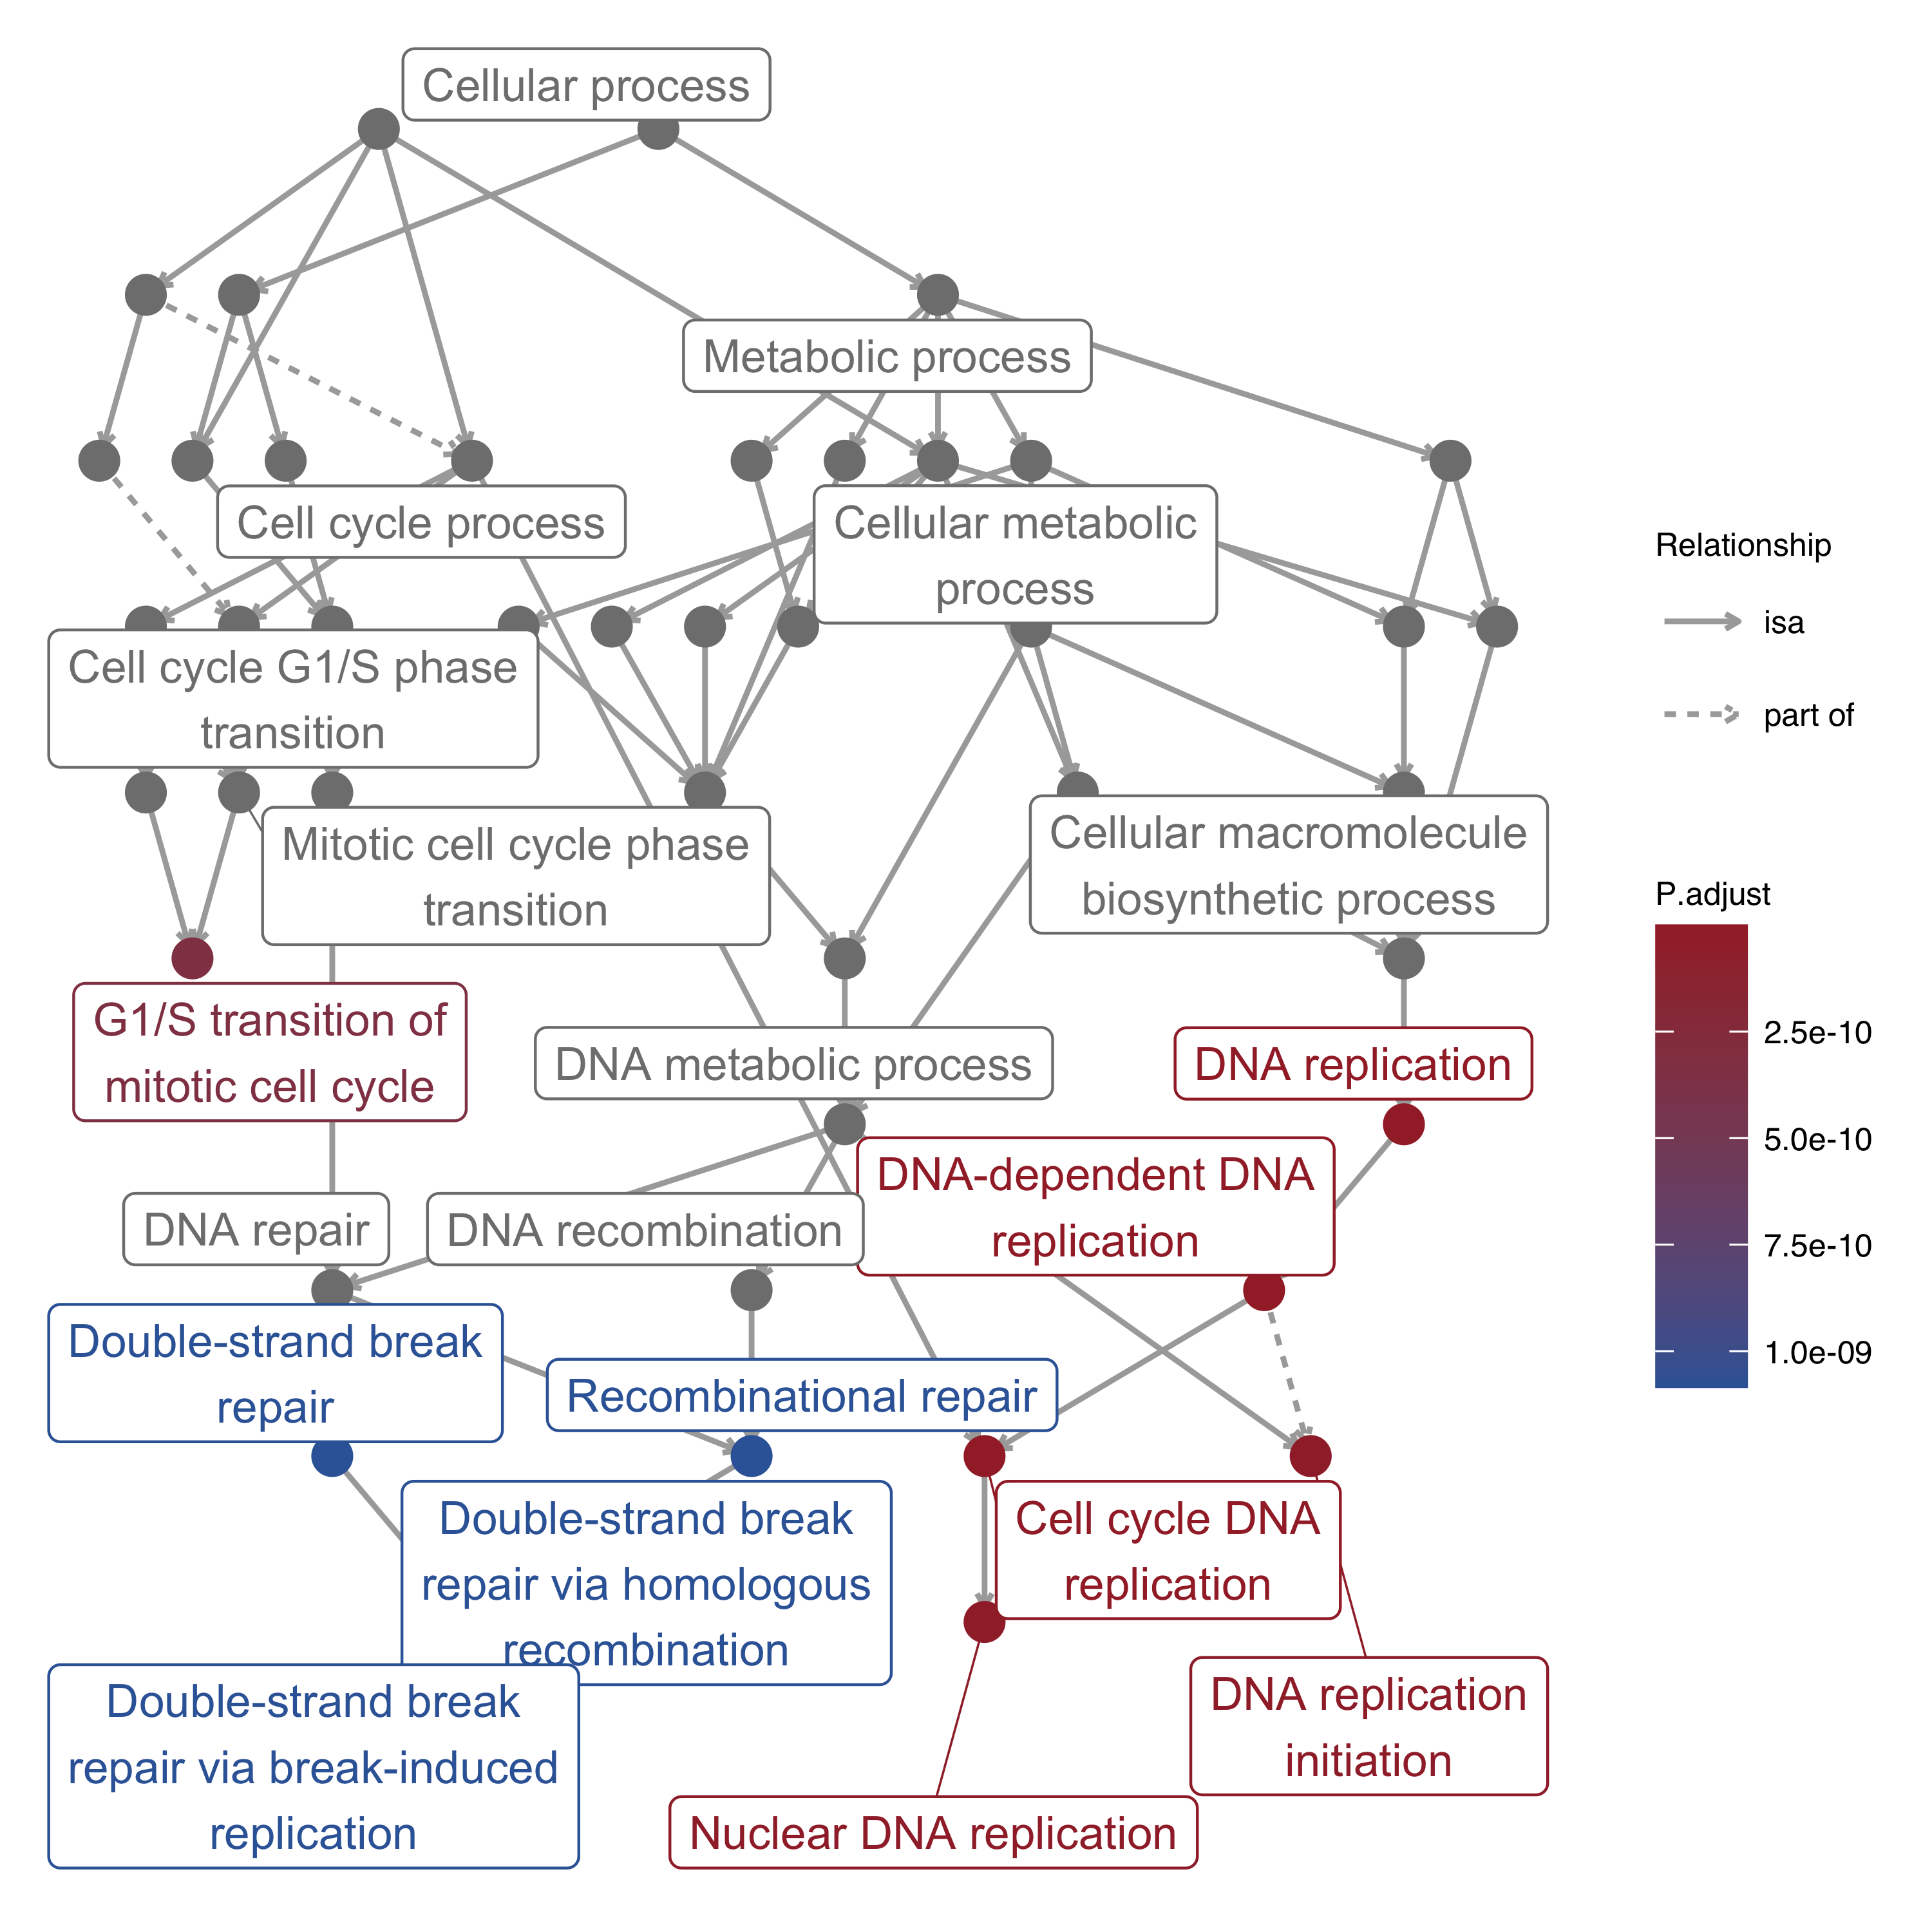 Cellular process
Metabolic process
Cell cycle process
Cellular metabolic
process
Cell cycle G1/S phase
transition
Mitotic cell cycle phase
transition
Cellular macromolecule
biosynthetic process
G1/S transition of
mitotic cell cycle
DNA metabolic process
DNA replication
DNA-dependent DNA
replication
DNA repair
DNA recombination
Double-strand break
repair
Recombinational repair
Double-strand break
repair via homologous
recombination
Cell cycle DNA
replication
Double-strand break
repair via break-induced
replication
DNA replication
initiation
Nuclear DNA replication
Relationship
isa
part of
P.adjust
2.5e-10
5.0e-10
7.5e-10
1.0e-09